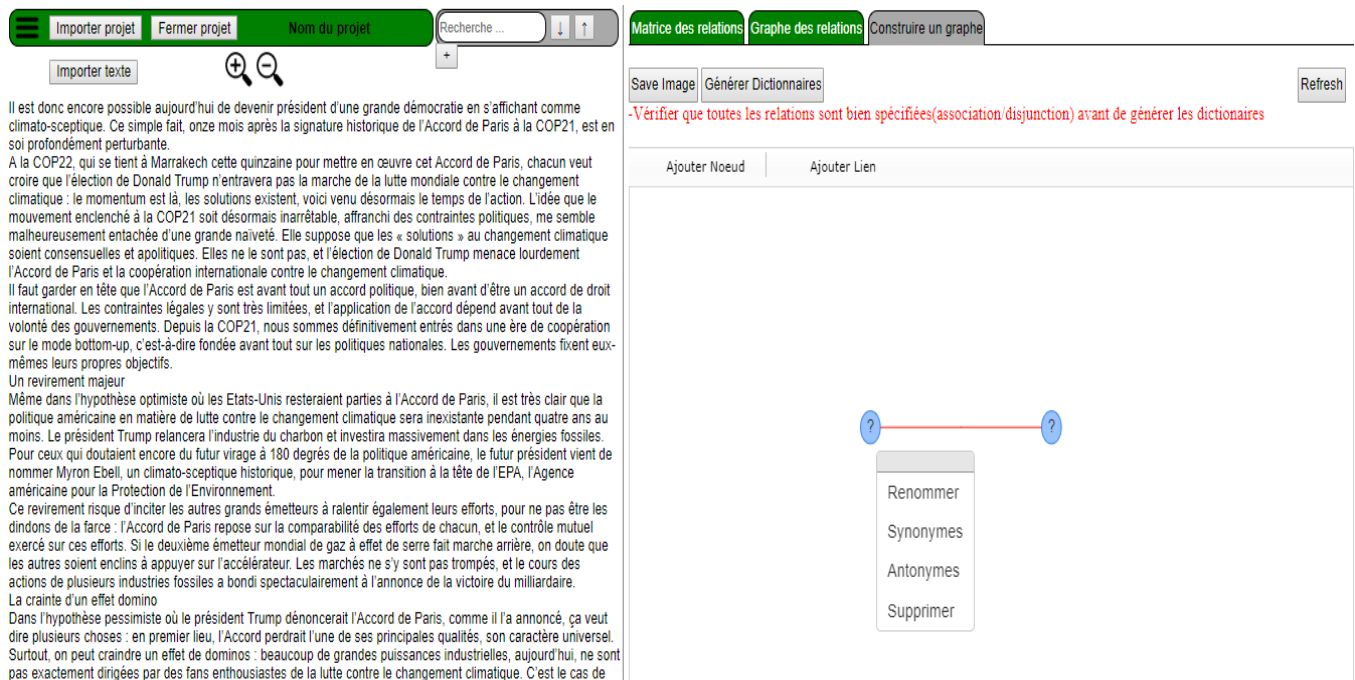 Importer projet
Fermer projet
Nom du projet
Recherche ...
↓
↑
+
Importer texte
Il est donc encore possible aujourd'hui de devenir président d'une grande démocratie en s'affichant comme
climato-sceptique. Ce simple fait, onze mois après la signature historique de l'Accord de Paris à la COP21, est en
soi profondément perturbante.
A la COP22, qui se tient à Marrakech cette quinzaine pour mettre en œuvre cet Accord de Paris, chacun veut
croire que l'élection de Donald Trump n'entravera pas la marche de la lutte mondiale contre le changement
climatique : le momentum est là, les solutions existent, voici venu désormais le temps de l'action. L'idée que le
mouvement enclenché à la COP21 soit désormais inarrêtable, affranchi des contraintes politiques, me semble
malheureusement entachée d'une grande naïveté. Elle suppose que les « solutions » au changement climatique
soient consensuelles et apolitiques. Elles ne le sont pas, et l'élection de Donald Trump menace lourdement
l'Accord de Paris et la coopération internationale contre le changement climatique.
Il faut garder en tête que l'Accord de Paris est avant tout un accord politique, bien avant d'être un accord de droit
international. Les contraintes légales y sont très limitées, et l'application de l'accord dépend avant tout de la
volonté des gouvernements. Depuis la COP21, nous sommes définitivement entrés dans une ère de coopération
sur le mode bottom-up, c'est-à-dire fondée avant tout sur les politiques nationales. Les gouvernements fixent eux-
mêmes leurs propres objectifs.
Un revirement majeur
Même dans l'hypothèse optimiste où les Etats-Unis resteraient parties à l'Accord de Paris, il est très clair que la
politique américaine en matière de lutte contre le changement climatique sera inexistante pendant quatre ans au
moins. Le président Trump relancera l'industrie du charbon et investira massivement dans les énergies fossiles.
Pour ceux qui doutaient encore du futur virage à 180 degrés de la politique américaine, le futur président vient de
nommer Myron Ebell, un climato-sceptique historique, pour mener la transition à la tête de l'EPA, l'Agence
américaine pour la Protection de l'Environnement.
Ce revirement risque d'inciter les autres grands émetteurs à ralentir également leurs efforts, pour ne pas être les
dindons de la farce : l'Accord de Paris repose sur la comparabilité des efforts de chacun, et le contrôle mutuel
exercé sur ces efforts. Si le deuxième émetteur mondial de gaz à effet de serre fait marche arrière, on doute que
les autres soient enclins à appuyer sur l'accélérateur. Les marchés ne s'y sont pas trompés, et le cours des
actions de plusieurs industries fossiles a bondi spectaculairement à l'annonce de la victoire du milliardaire.
La crainte d'un effet domino
Dans l'hypothèse pessimiste où le président Trump dénoncerait l'Accord de Paris, comme il l'a annoncé, ça veut
dire plusieurs choses : en premier lieu, l'Accord perdrait l'une de ses principales qualités, son caractère universel.
Surtout, on peut craindre un effet de dominos : beaucoup de grandes puissances industrielles, aujourd'hui, ne sont
pas exactement dirigées par des fans enthousiastes de la lutte contre le changement climatique. C'est le cas de
Matrice des relations
Graphe des relations
Construire un graphe
Save Image
Générer Dictionnaires
Refresh
-Vérifier que toutes les relations sont bien spécifiées(association/disjunction) avant de générer les dictionaires
Ajouter Noeud
Ajouter Lien
?
?
Renommer
Synonymes
Antonymes
Supprimer